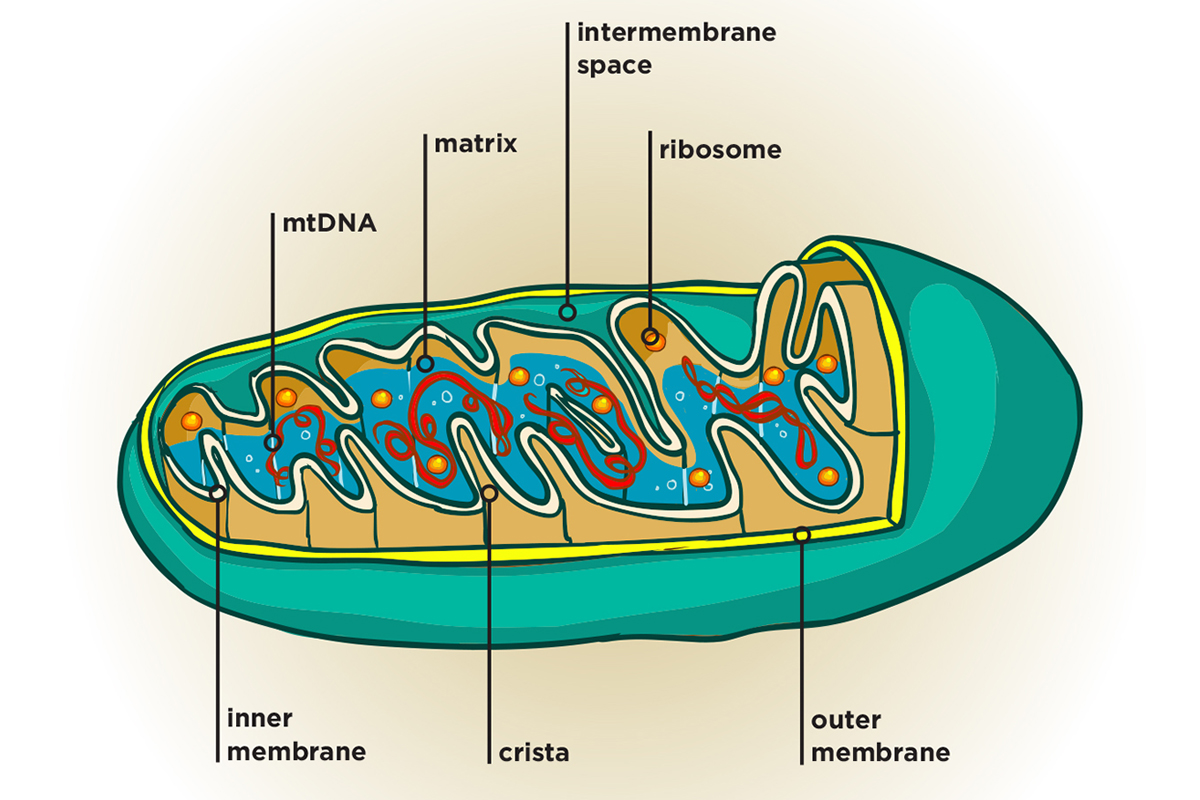 intermembrane
space
matrix
ribosome
mtDNA
inner
membrane
crista
outer
membrane